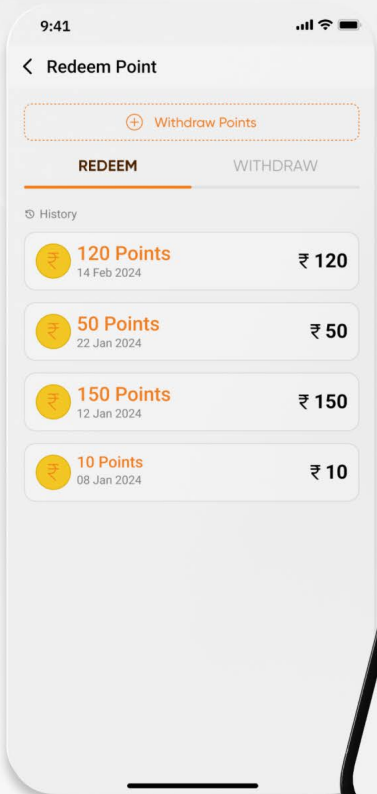 9:41
Redeem Point
Withdraw Points
REDEEM WITHDRAW
History
₹ 120 Points ₹ 120
14 Feb 2024
₹ 50 Points ₹ 50
22 Jan 2024
₹ 150 Points ₹ 150
12 Jan 2024
₹ 10 Points ₹ 10
08 Jan 2024